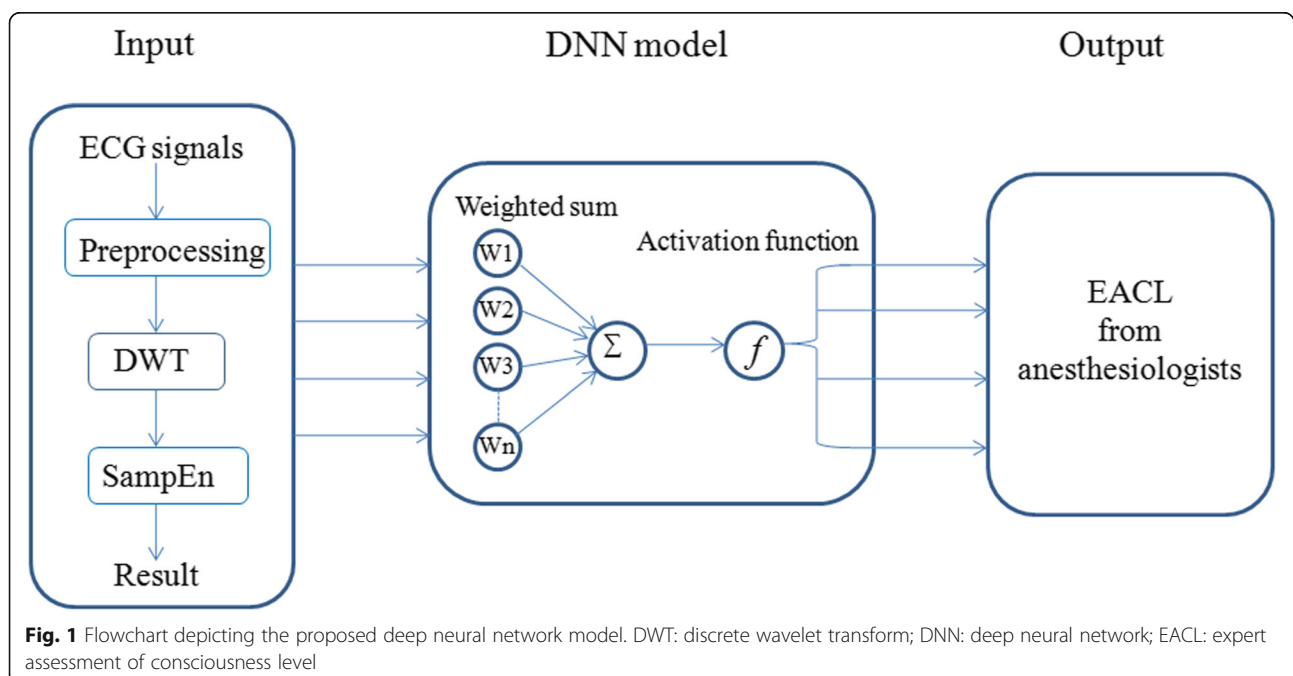 Input
DNN model
Output
ECG signals
Preprocessing
DWT
SampEn
Result
Weighted sum
W1
W2
W3
Wn
Σ
Activation function
f
EACL
from
anesthesiologists
Fig. 1 Flowchart depicting the proposed deep neural network model. DWT: discrete wavelet transform; DNN: deep neural network; EACL: expert
assessment of consciousness level